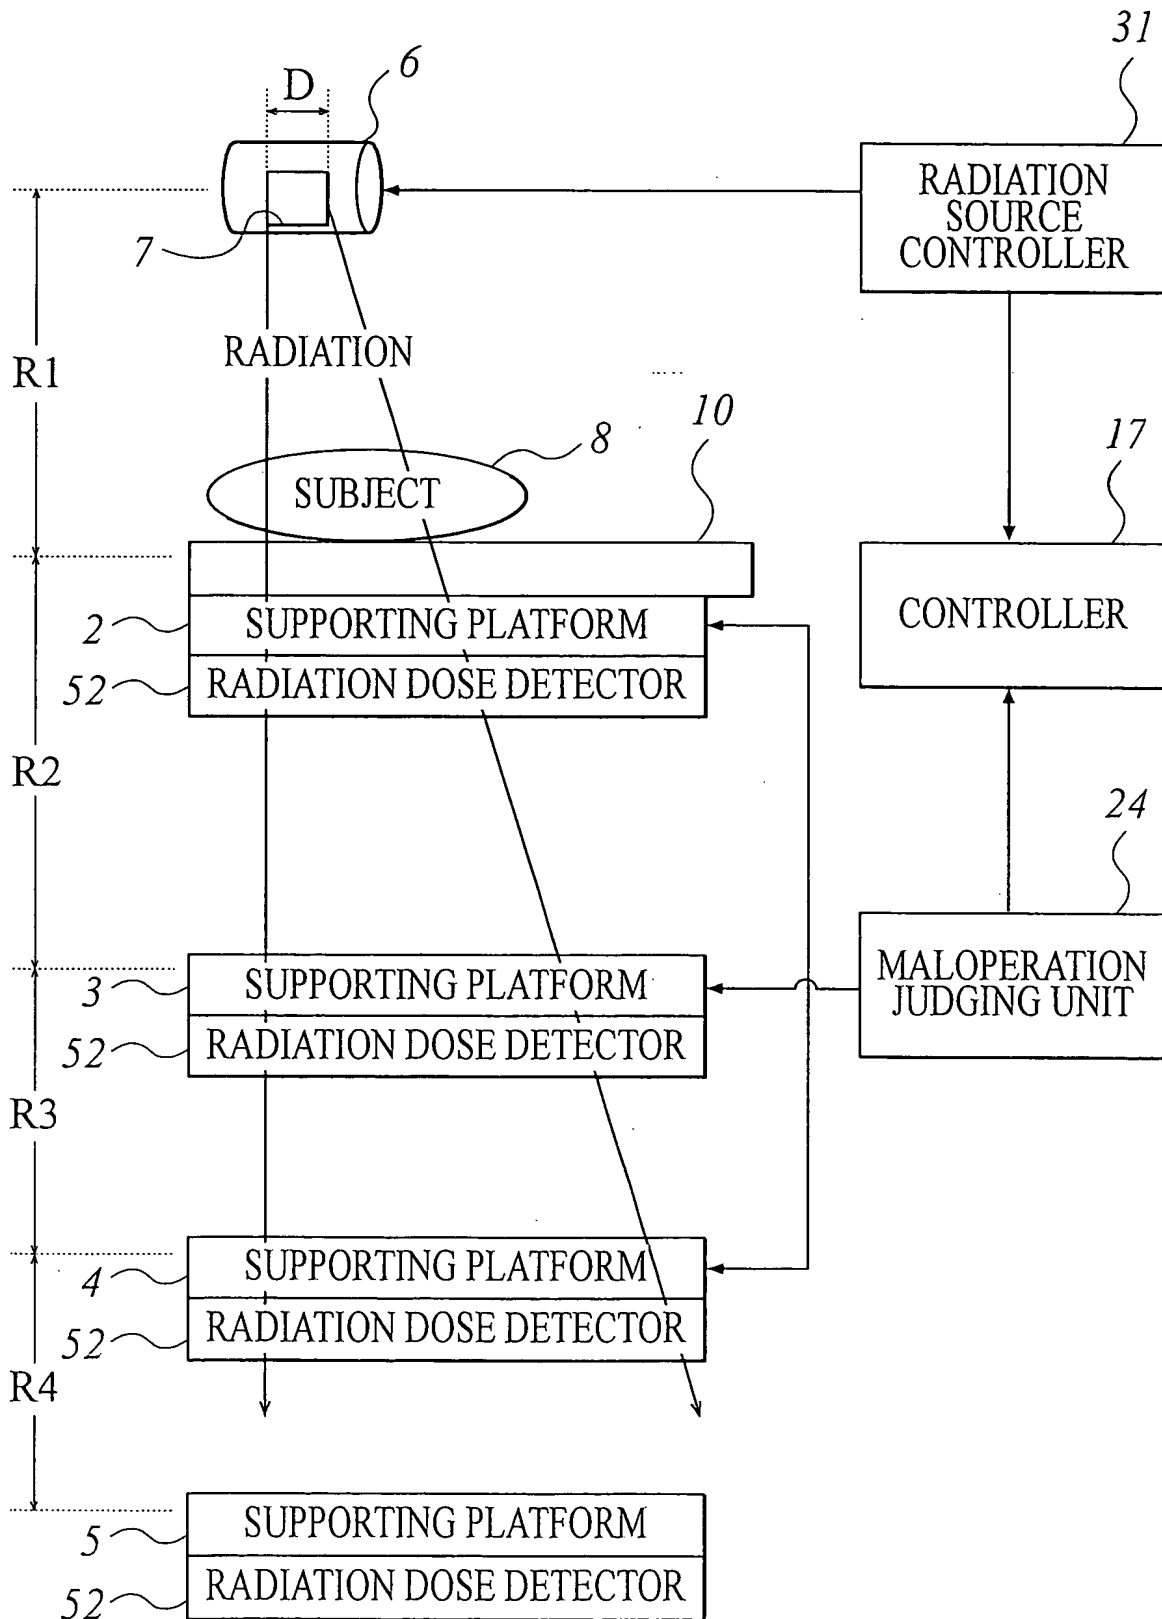 31
6
D
RADIATION
SOURCE
CONTROLLER
7
RADIATION
R1
10
8
17
SUBJECT
CONTROLLER
2
SUPPORTING PLATFORM
52
RADIATION DOSE DETECTOR
R2
24
3
SUPPORTING PLATFORM
MALOPERATION
JUDGING UNIT
52
RADIATION DOSE DETECTOR
R3
4
SUPPORTING PLATFORM
52
RADIATION DOSE DETECTOR
R4
5
SUPPORTING PLATFORM
52
RADIATION DOSE DETECTOR